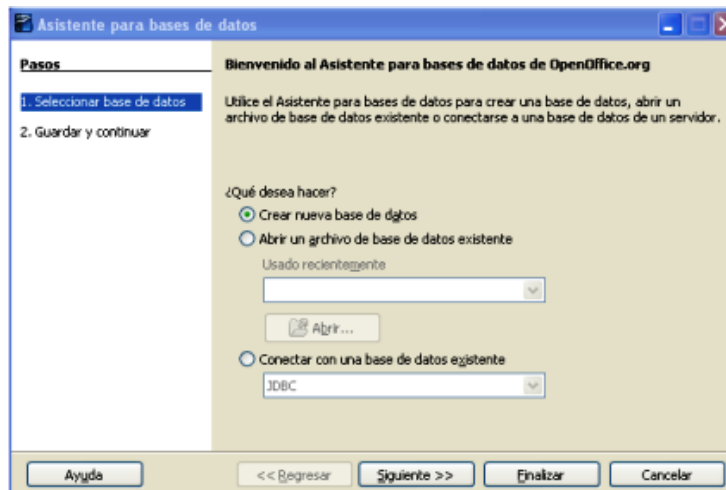 Asistente para bases de datos
Pasos
1. Seleccionar base de datos
2. Guardar y continuar
Bienvenido al Asistente para bases de datos de OpenOffice.org
Utilice el Asistente para bases de datos para crear una base de datos, abrir un
archivo de base de datos existente o conectarse a una base de datos de un servidor.
¿Qué desea hacer?
Crear nueva base de datos
Abrir un archivo de base de datos existente
Usado recientemente
Abrir...
Conectar con una base de datos existente
JDBC
Ayuda
<< Regresar
Siguiente >>
Finalizar
Cancelar